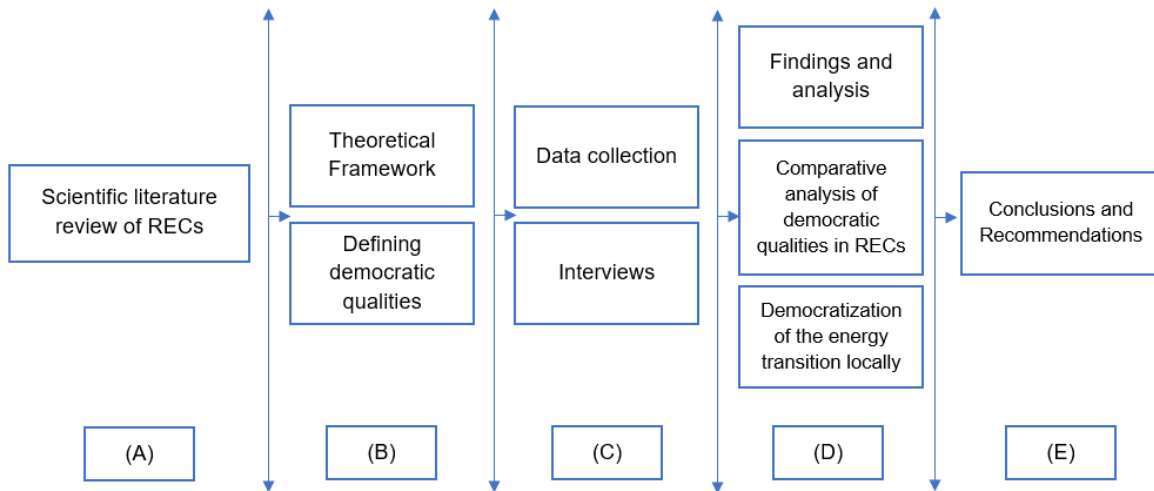 Scientific literature
review of RECs
(A)
Theoretical
Framework
Defining
democratic
qualities
(B)
Data collection
Interviews
(C)
Findings and
analysis
Comparative
analysis of
democratic
qualities in RECs
Democratization
of the energy
transition locally
(D)
Conclusions and
Recommendations
(E)